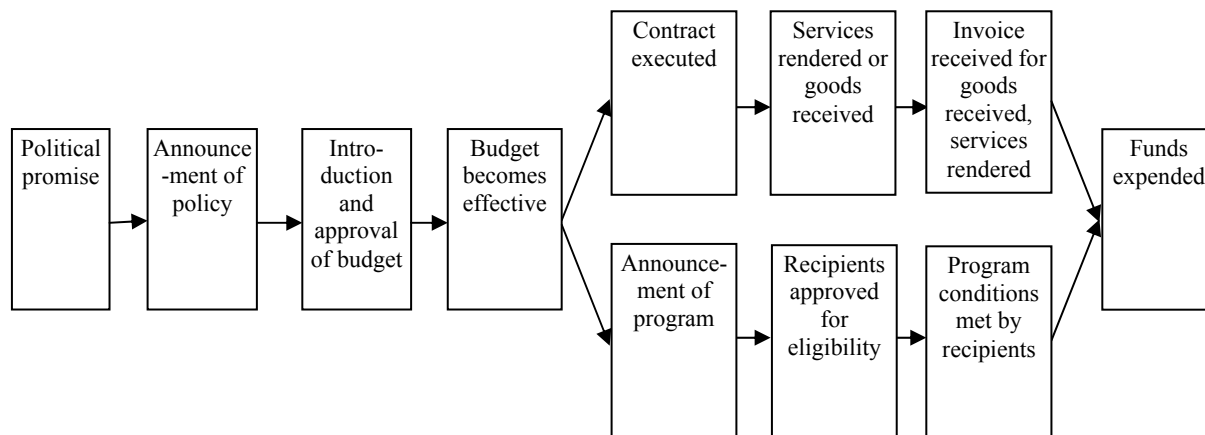 Political
promise
Announce
-ment of
policy
Intro-
duction
and
approval
of budget
Budget
becomes
effective
Contract
executed
Services
rendered or
goods
received
Invoice
received for
goods
received,
services
rendered
Announce-
ment of
program
Recipients
approved
for
eligibility
Program
conditions
met by
recipients
Funds
expended